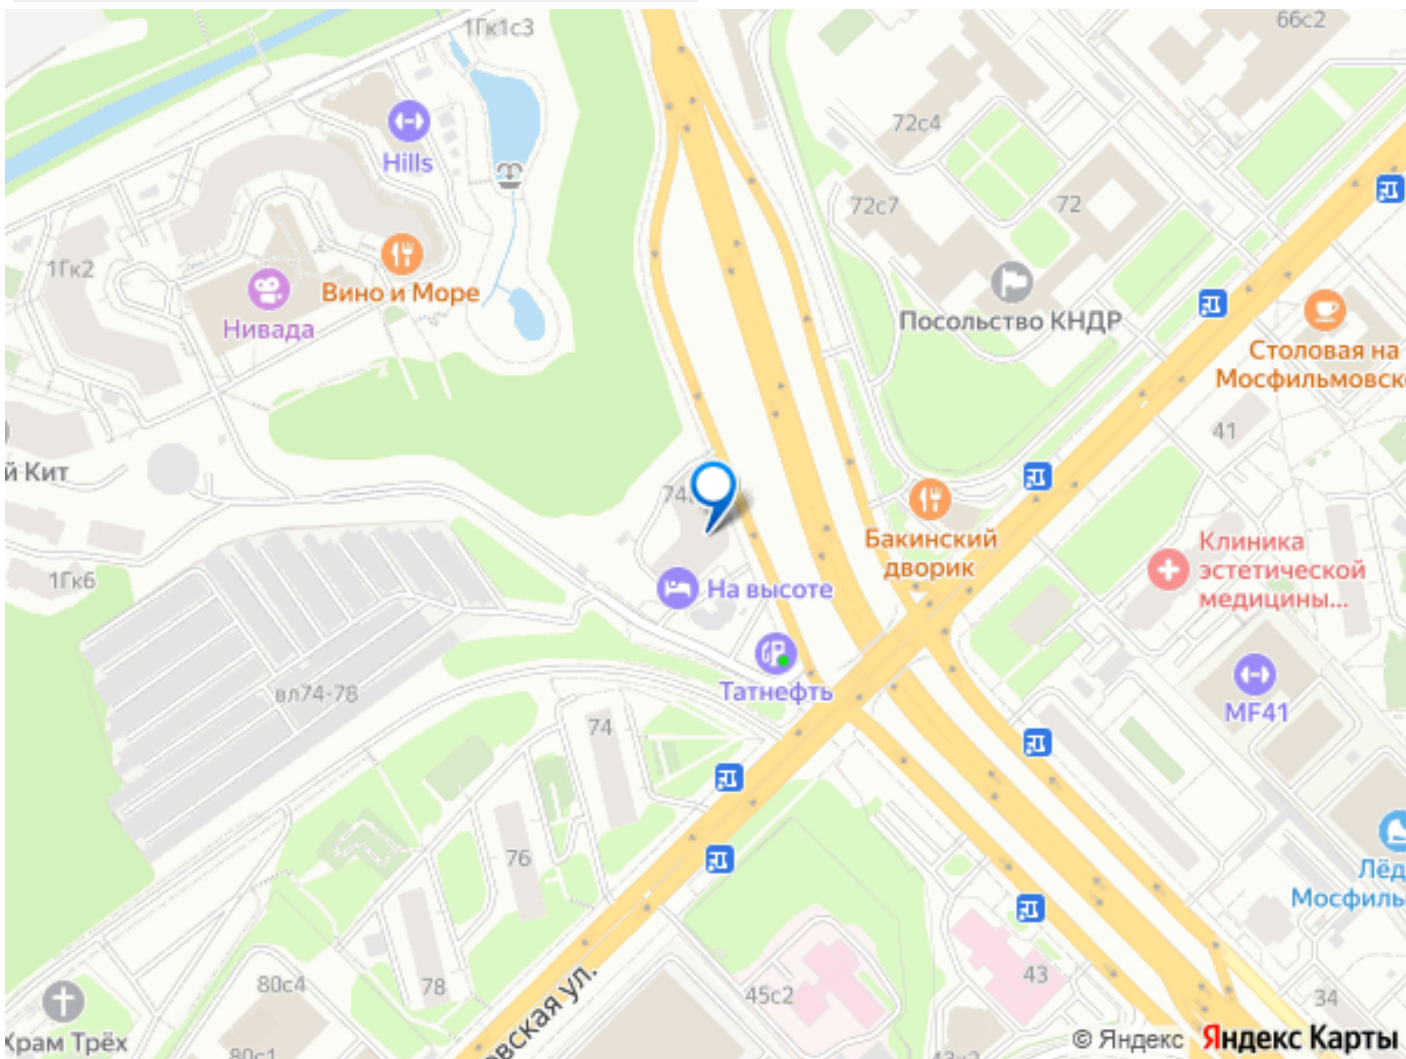 1Гк1с3
66с2
Hills
72с4
72с7
72
1Гк2
Вино и Море
Нивада
Посольство КНДР
Столовая на
Мосфильмовск
41
й Кит
74
Бакинский
дворик
Клиника
эстетической
медицины...
1Гк6
На высоте
Татнефть
вл74-78
MF41
74
76
78
Лёд
Мосфиль
80с4
45с2
43
34
Храм Трёх
80с1
вская ул.
43к2
© Яндекс Яндекс Карты